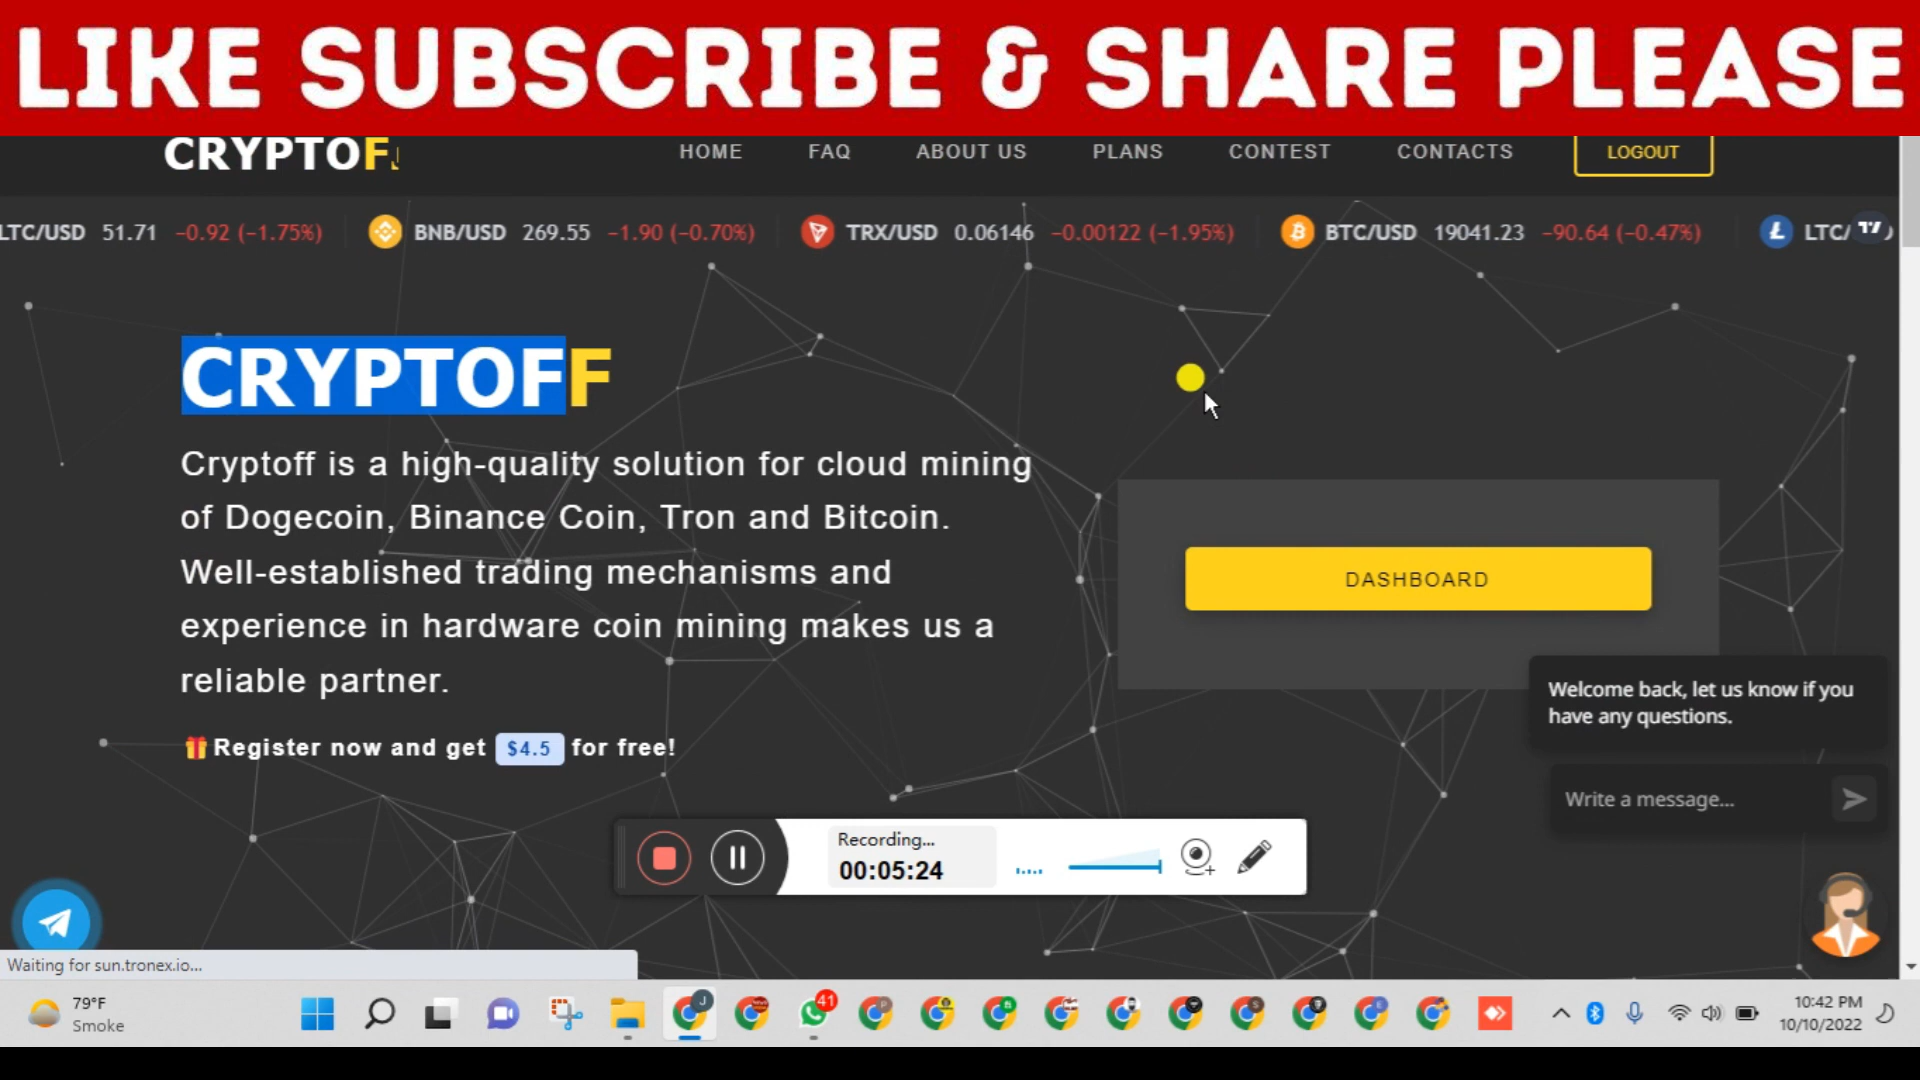 LIKE SUBSCRIBE & SHARE PLEASE
CRYPTOF
HOME FAQ ABOUT US PLANS CONTEST CONTACTS LOGOUT
LTC/USD 51.71 −0.92 (−1.75%) BNB/USD 269.55 −1.90 (−0.70%) TRX/USD 0.06146 −0.00122 (−1.95%) BTC/USD 19041.23 −90.64 (−0.47%) LTC/
CRYPTOFF
Cryptoff is a high-quality solution for cloud mining
of Dogecoin, Binance Coin, Tron and Bitcoin.
Well-established trading mechanisms and
experience in hardware coin mining makes us a
reliable partner.
DASHBOARD
Welcome back, let us know if you
have any questions.
Register now and get $4.5 for free!
Write a message...
Recording...
00:05:24
Waiting for sun.tronex.io...
79°F
Smoke
41
10:42 PM
10/10/2022